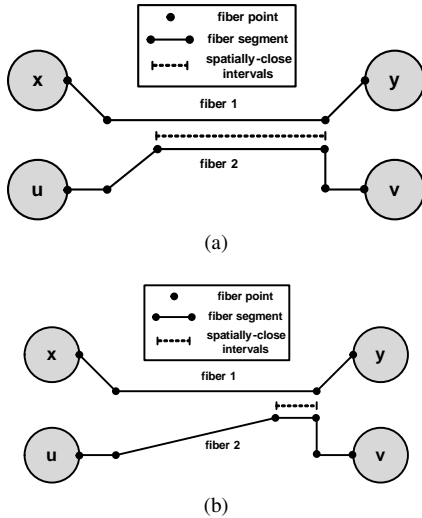 fiber point
fiber segment
spatially-close
intervals
x
y
fiber 1
fiber 2
u
v
(a)
fiber point
fiber segment
spatially-close
intervals
x
y
fiber 1
fiber 2
u
v
(b)